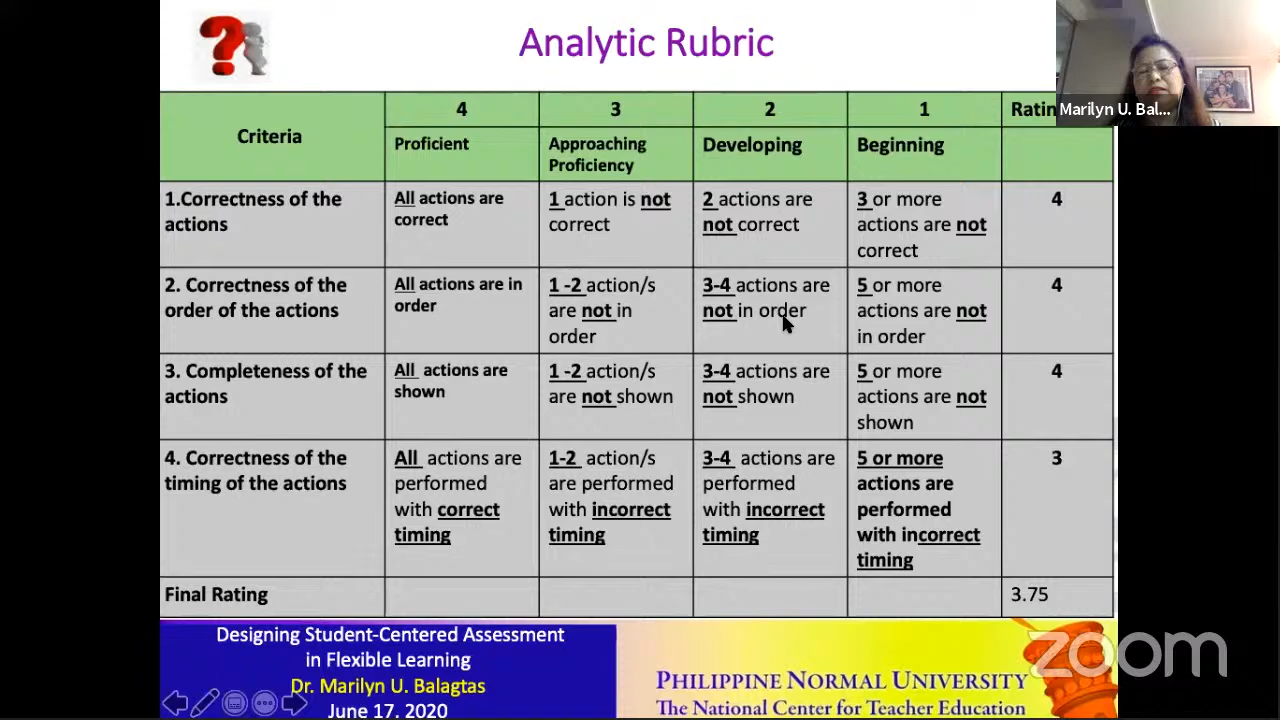 Analytic Rubric
Marilyn U. Bal...
Criteria
4
3
2
1
Proficient
Approaching
Proficiency
Developing
Beginning
1.Correctness of the
actions
All actions are
correct
1 action is not
correct
2 actions are
not correct
3 or more
actions are not
correct
4
2. Correctness of the
order of the actions
All actions are in
order
1 -2 action/s
are not in
order
3-4 actions are
not in order
5 or more
actions are not
in order
4
3. Completeness of the
actions
All actions are
shown
1 -2 action/s
are not shown
3-4 actions are
not shown
5 or more
actions are not
shown
4
4. Correctness of the
timing of the actions
All actions are
performed
with correct
timing
1-2 action/s
are performed
with incorrect
timing
3-4 actions are
performed
with incorrect
timing
5 or more
actions are
performed
with incorrect
timing
3
Final Rating
3.75
Designing Student-Centered Assessment
in Flexible Learning
Dr. Marilyn U. Balagtas
June 17, 2020
PHILIPPINE NORMAL UNIVERSITY
The National Center for Teacher Education
zoom